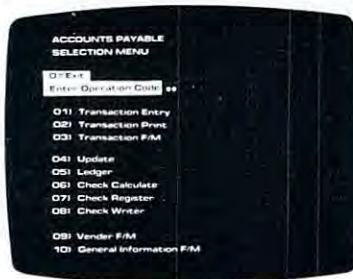 ACCOUNTS PAYABLE
SELECTION MENU
0=Exit
Enter Operation Code
01) Transaction Entry
02) Transaction Print
03) Transaction F/M
04) Update
05) Ledger
06) Check Calculate
07) Check Register
08) Check Writer
09) Vender F/M
10) General Information F/M